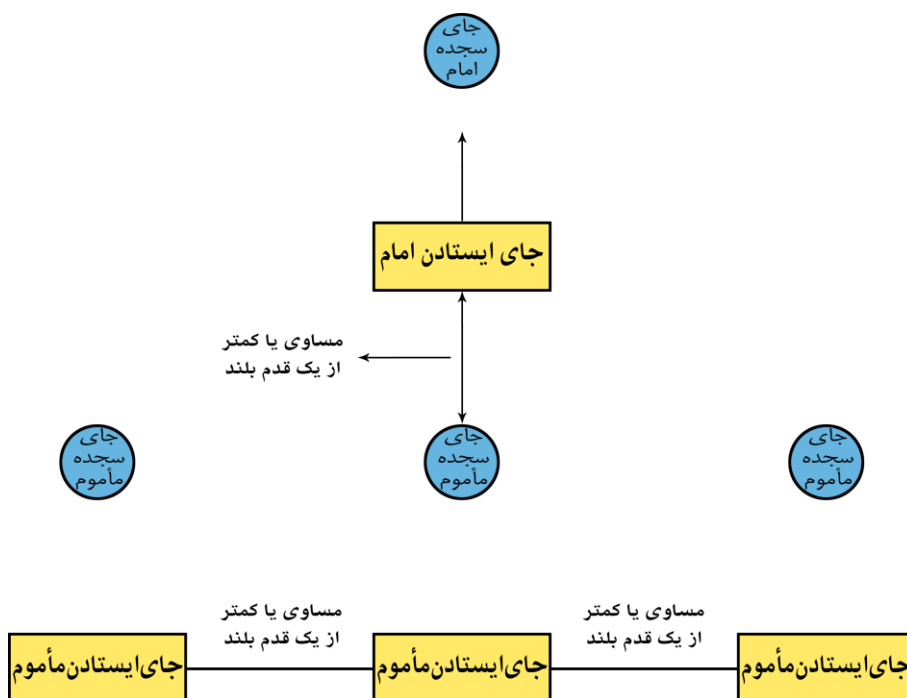 جای
سجده
امام
جای ایستادن امام
مساوی یا کمتر
از یک قدم بلند
جای
سجده
مأموم
جای
سجده
مأموم
جای
سجده
مأموم
مساوی یا کمتر
از یک قدم بلند
مساوی یا کمتر
از یک قدم بلند
جای ایستادن مأموم
جای ایستادن مأموم
جای ایستادن مأموم